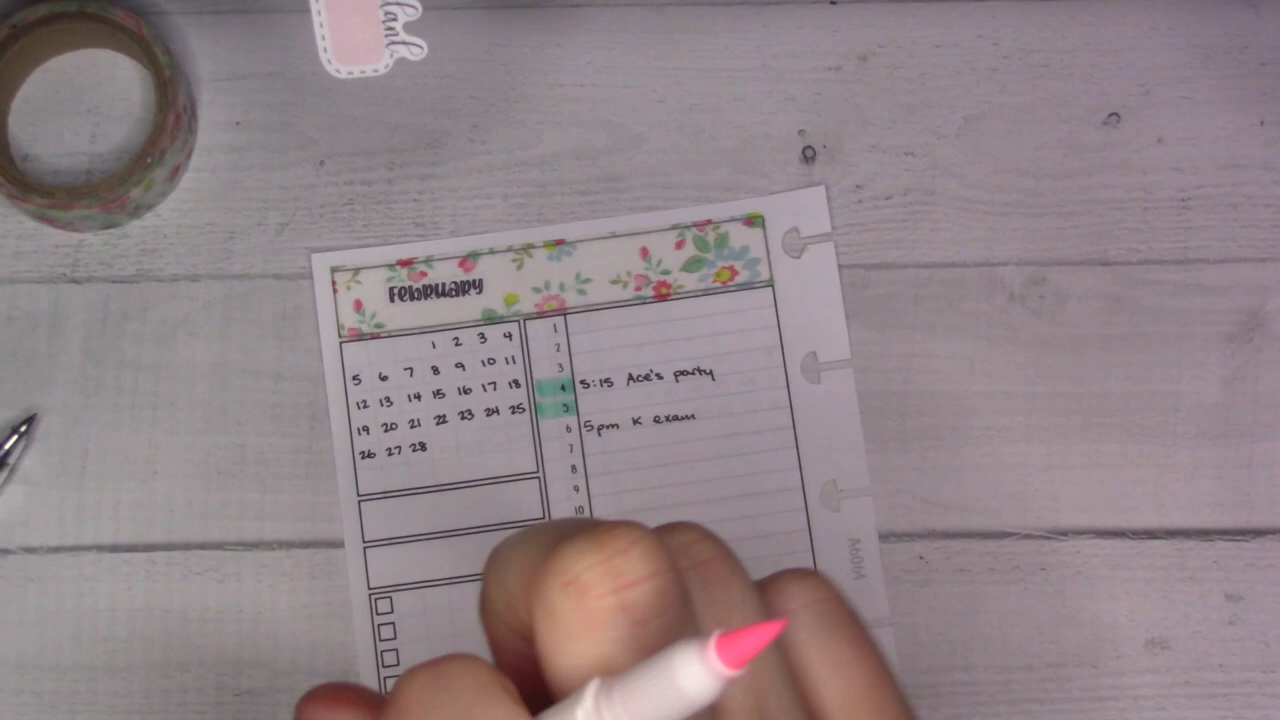 February
1 2 3 4
5 6 7 8 9 10 11
12 13 14 15 16 17 18
19 20 21 22 23 24 25
26 27 28
1
2
3
4 5:15 Ace's party
5
6 5pm K exam
7
8
9
10
A6064